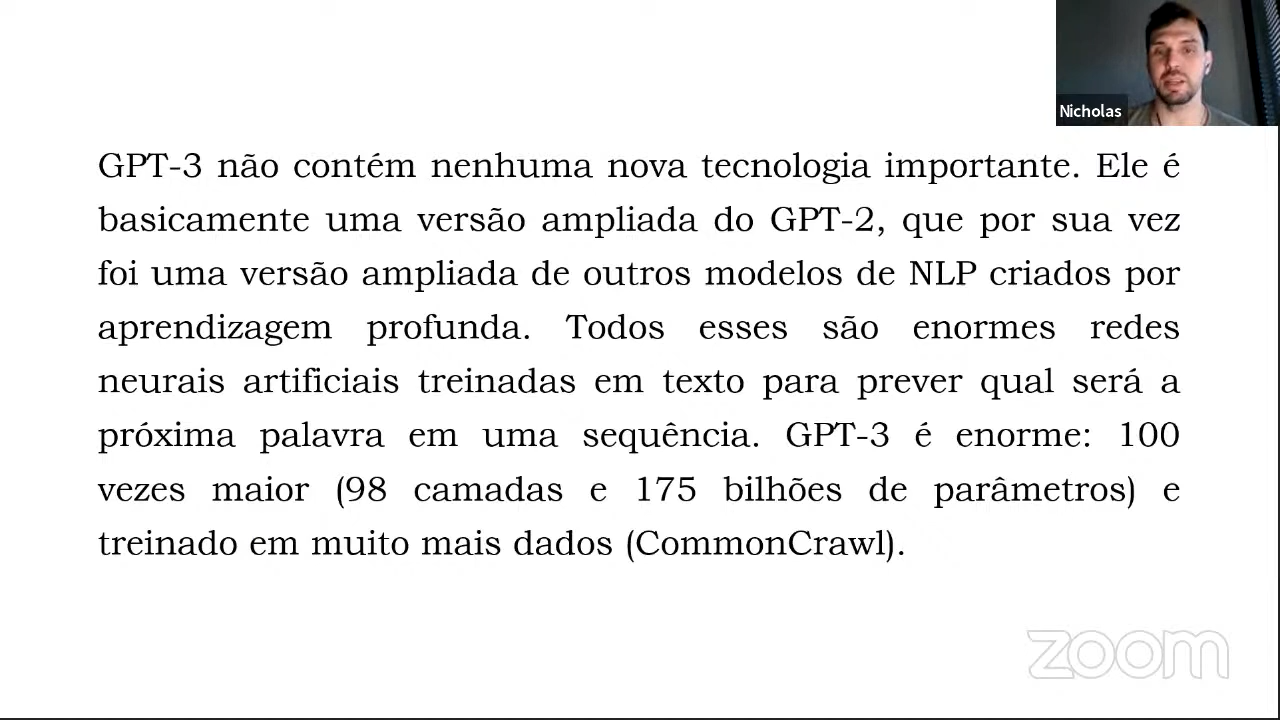 Nicholas
GPT-3 não contém nenhuma nova tecnologia importante. Ele é
basicamente uma versão ampliada do GPT-2, que por sua vez
foi uma versão ampliada de outros modelos de NLP criados por
aprendizagem profunda. Todos esses são enormes redes
neurais artificiais treinadas em texto para prever qual será a
próxima palavra em uma sequência. GPT-3 é enorme: 100
vezes maior (98 camadas e 175 bilhões de parâmetros) e
treinado em muito mais dados (CommonCrawl).
zoom